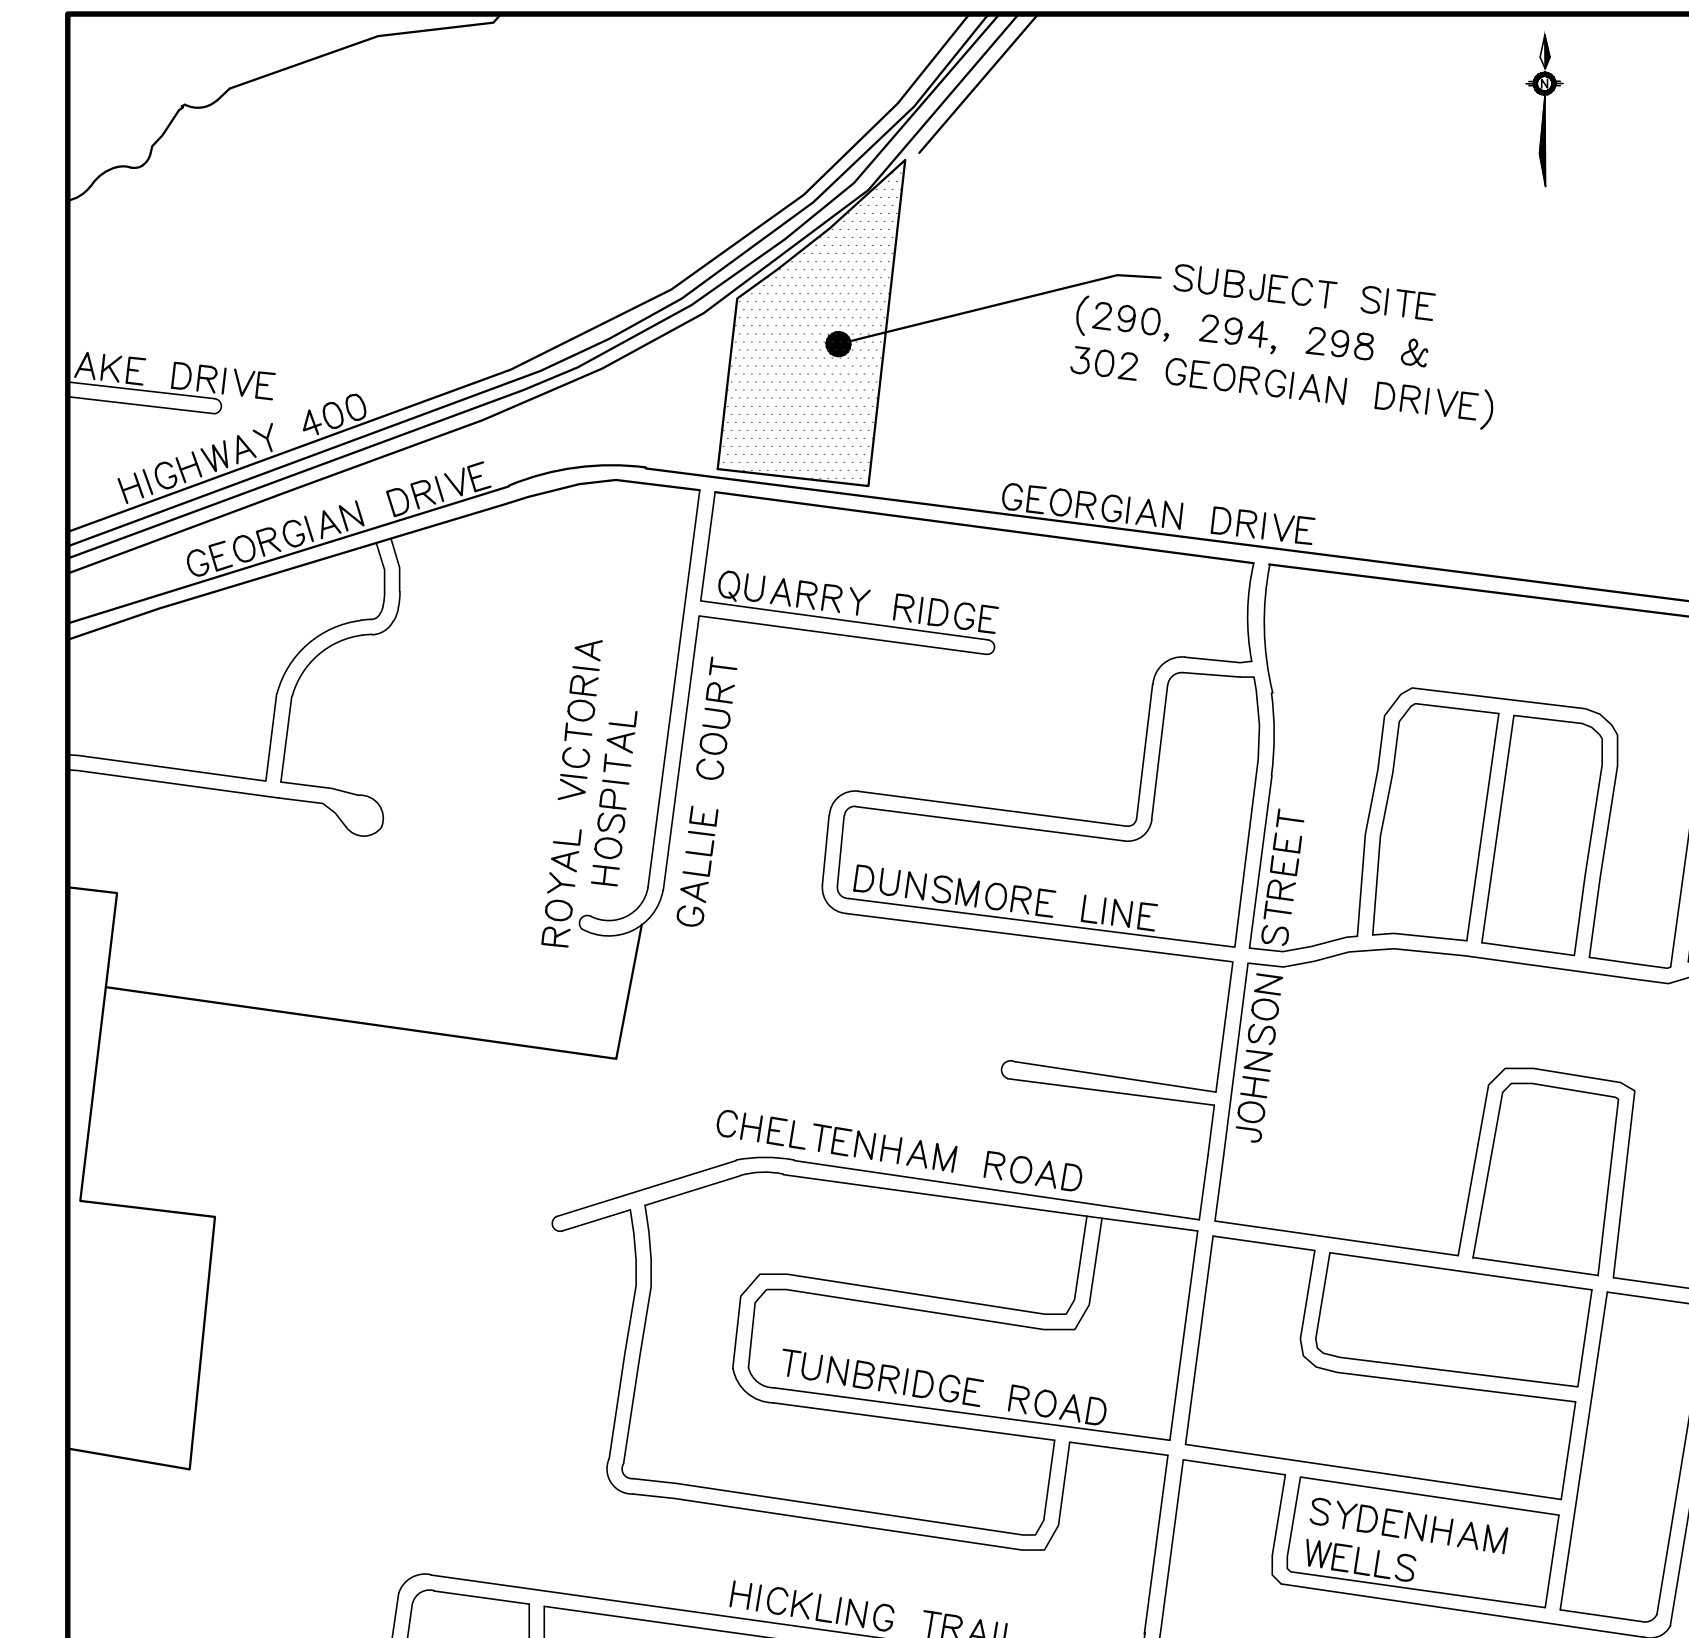 N
SUBJECT SITE
(290, 294, 298 &
302 GEORGIAN DRIVE)
AKE DRIVE
HIGHWAY 400
GEORGIAN DRIVE
GEORGIAN DRIVE
QUARRY RIDGE
ROYAL VICTORIA
HOSPITAL
GALLIE COURT
DUNSMORE LINE
JOHNSON STREET
CHELTENHAM ROAD
TUNBRIDGE ROAD
SYDENHAM
WELLS
HICKLING TRAIL